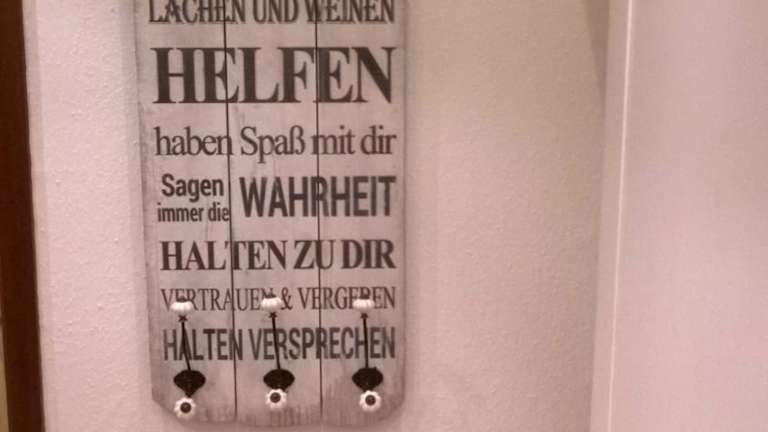 LACHEN UND WEINEN
HELFEN
haben Spaß mit dir
Sagen
immer die WAHRHEIT
HALTEN ZU DIR
VERTRAUEN & VERGEBEN
HALTEN VERSPRECHEN